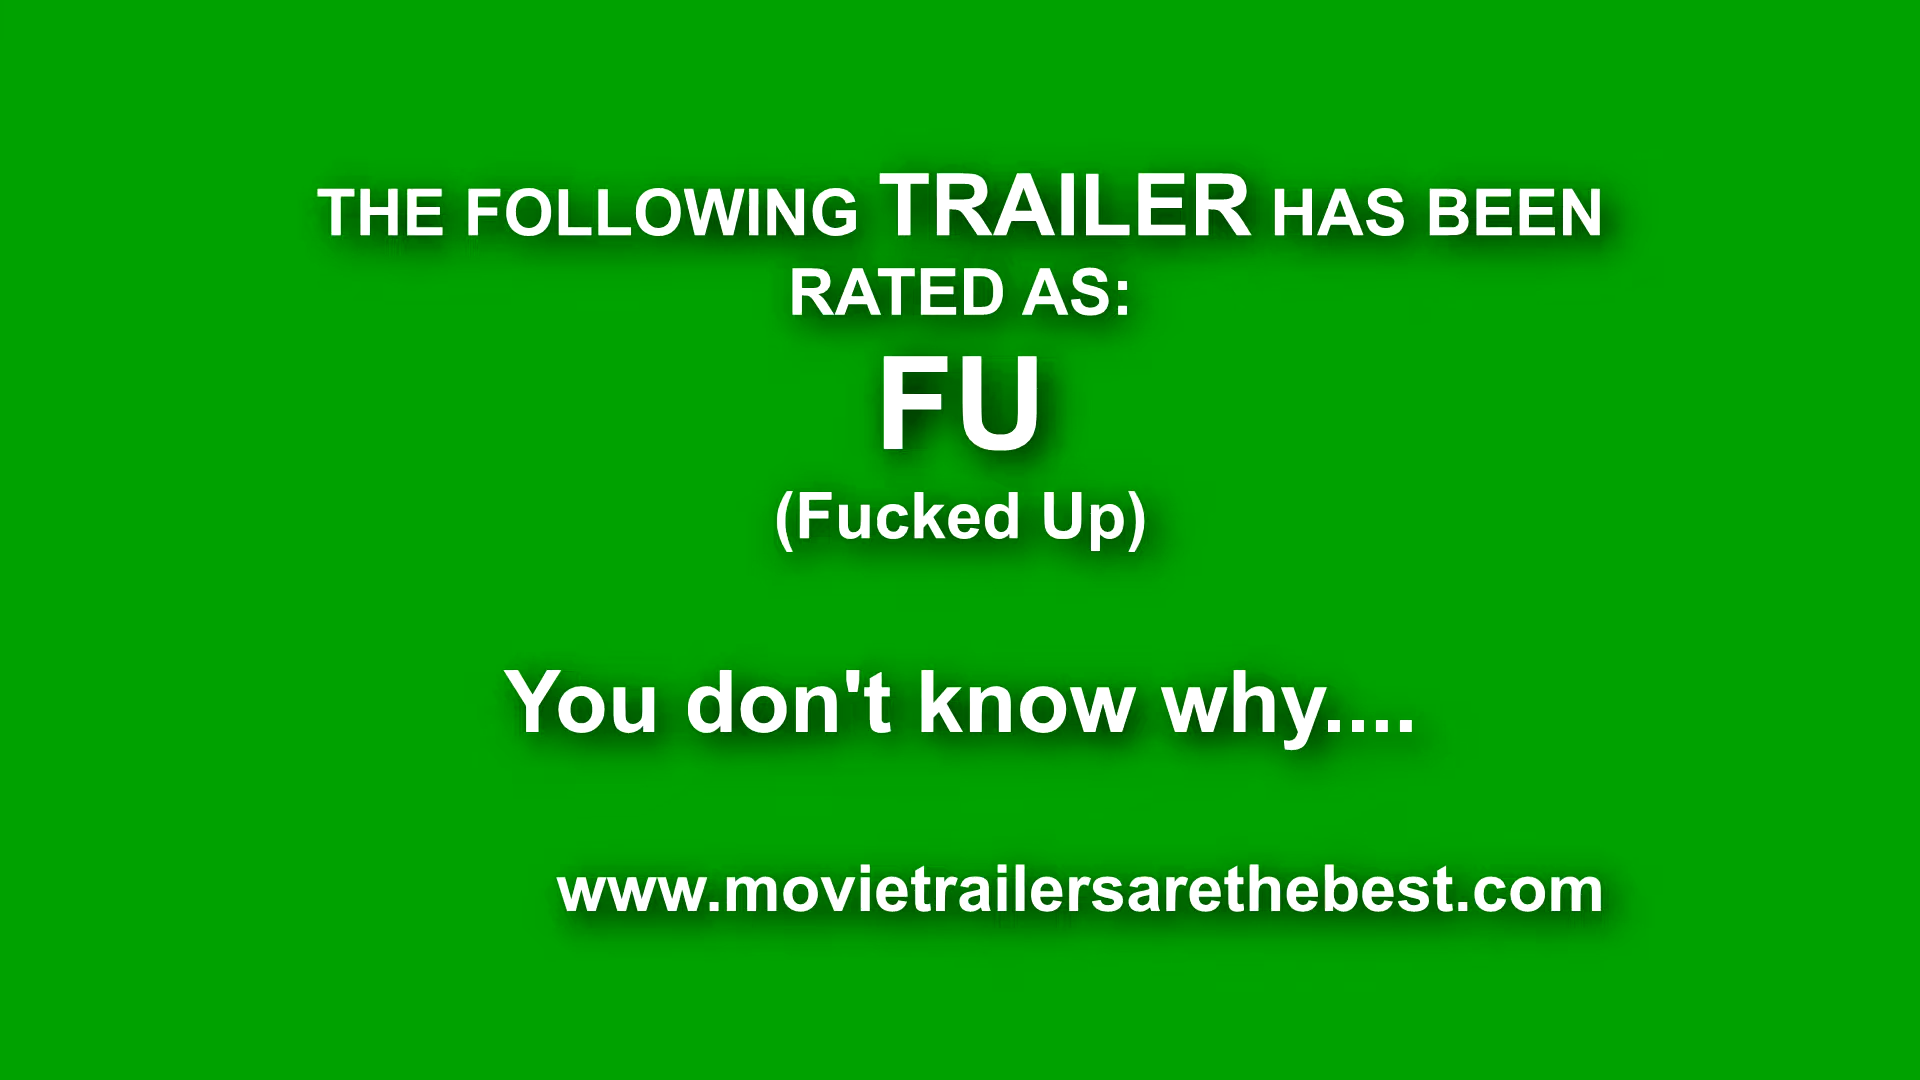 THE FOLLOWING TRAILER HAS BEEN
RATED AS:
FU
(Fucked Up)
You don't know why....
www.movietrailersarethebest.com